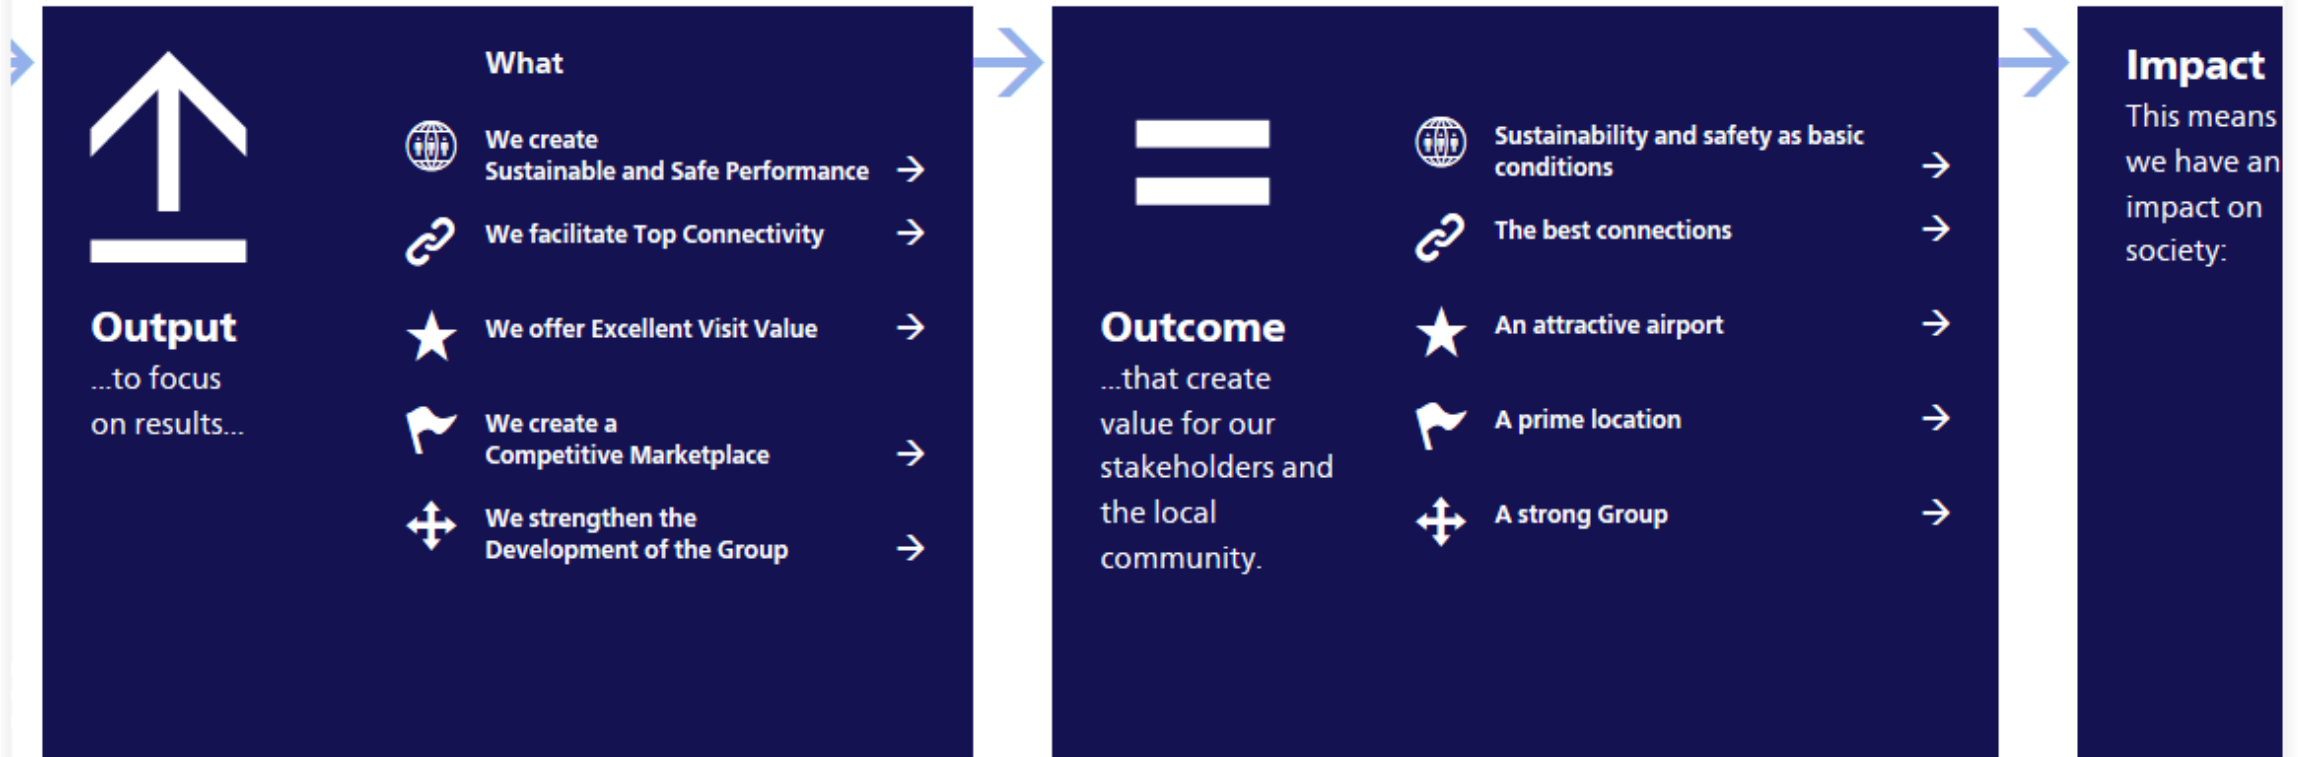 What
We create
Sustainable and Safe Performance
We facilitate Top Connectivity
We offer Excellent Visit Value
We create a
Competitive Marketplace
We strengthen the
Development of the Group
Output
...to focus
on results...
Outcome
...that create
value for our
stakeholders and
the local
community.
Sustainability and safety as basic
conditions
The best connections
An attractive airport
A prime location
A strong Group
Impact
This means
we have an
impact on
society: